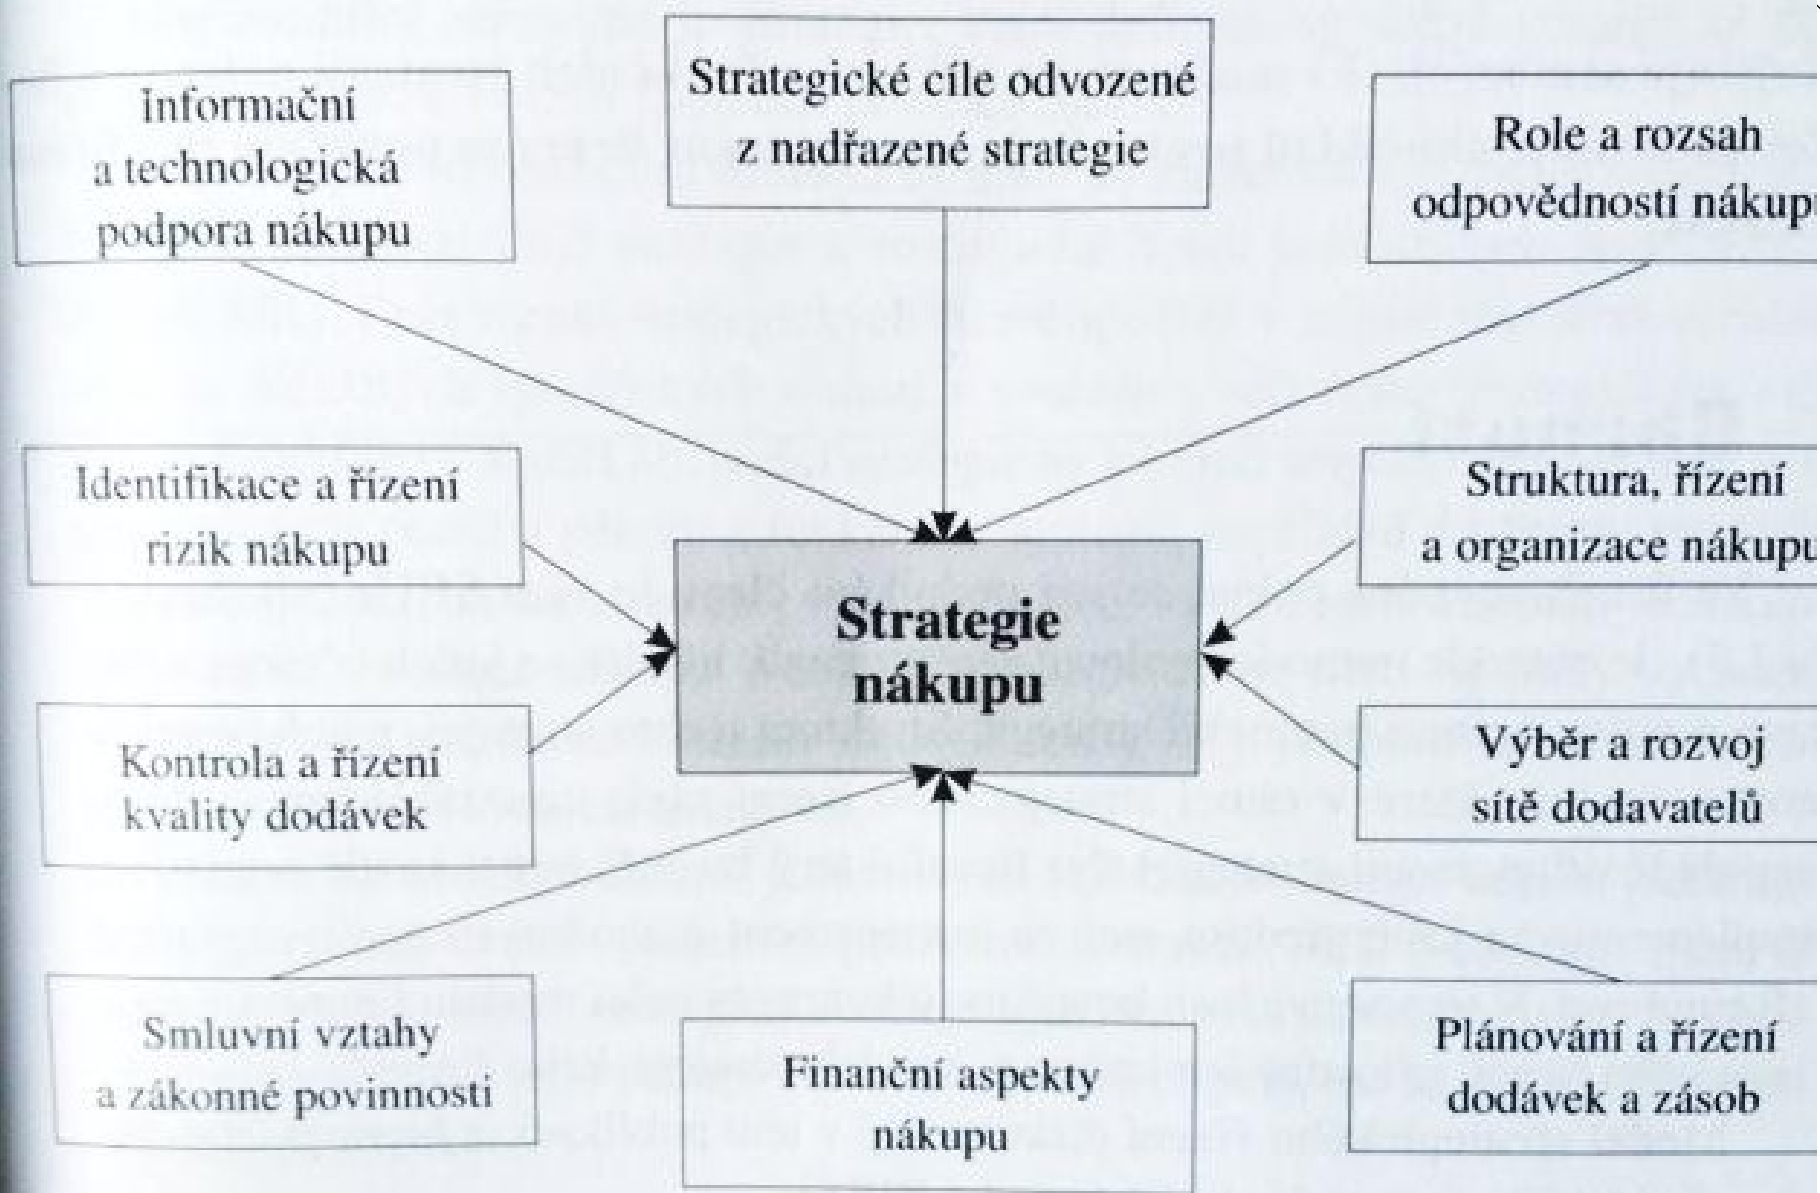 Strategické cíle odvozené
z nadřazené strategie
Informační
a technologická
podpora nákupu
Role a rozsah
odpovědností
Identifikace a řízení
rizik nákupu
Struktura, řízení
a organizace nákupu
Strategie
nákupu
Kontrola a řízení
kvality dodávek
Výběr a rozvoj
sítě dodavatelů
Smluvní vztahy
a zákonné povinnosti
Finanční aspekty
nákupu
Plánování a řízení
dodávek a zásob